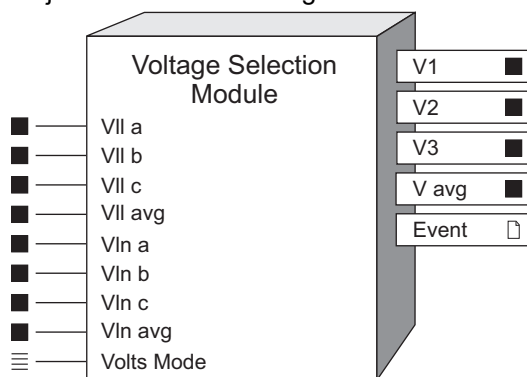 Voltage Selection
Module
Vll a
Vll b
Vll c
Vll avg
Vln a
Vln b
Vln c
Vln avg
Volts Mode
V1
V2
V3
V avg
Event